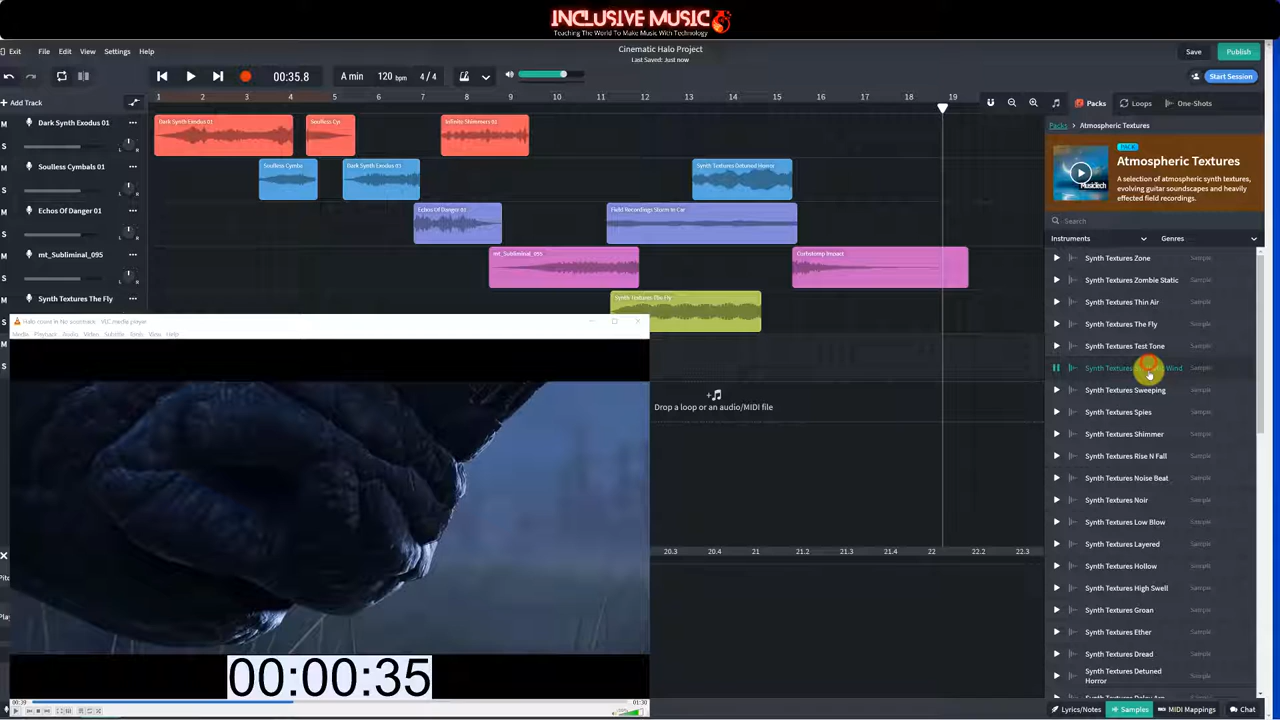 INCLUSIVE MUSIC
Teaching The World To Make Music With Technology
Exit File Edit View Settings Help
Cinematic Halo Project
Last Saved: Just now
Save Publish
00:35.8 A min 120 bpm 4/4
Start Session
+ Add Track
1 2 3 4 5 6 7 8 9 10 11 12 13 14 15 16 17 18 19
Packs Loops One-Shots
Packs > Atmospheric Textures
M Dark Synth Exodus 01
Dark Synth Exodus 01 Soulless Cy Infinite Shimmers 02
S L R
PACK
Atmospheric Textures
A selection of atmospheric synth textures, evolving guitar soundscapes and heavily effected field recordings.
MusicTech
M Soulless Cymbals 01
Soulless Cymbs Dark Synth Exodus 03 Synth Textures Detuned Horror
S L R
M Echos Of Danger 01
Echos Of Danger 01 Field Recordings Storm In Car
S L R
Search
Instruments Genres
M mt_Subliminal_095
mt_Subliminal_095 Curbstomp Impact
S L R
M Synth Textures The Fly
Synth Textures The Fly
Synth Textures Zone Sample
Synth Textures Zombie Static Sample
Synth Textures Thin Air Sample
Synth Textures The Fly Sample
Synth Textures Test Tone Sample
Synth Textures Wind Sample
Synth Textures Sweeping Sample
Synth Textures Spies Sample
Synth Textures Shimmer Sample
Synth Textures Rise N Fall Sample
Synth Textures Noise Beat Sample
Synth Textures Noir Sample
Synth Textures Low Blow Sample
Synth Textures Layered Sample
Synth Textures Hollow Sample
Synth Textures High Swell Sample
Synth Textures Groan Sample
Synth Textures Ether Sample
Synth Textures Dread Sample
Synth Textures Detuned Horror Sample
VLC media player
Media Playback Audio Video Subtitle Tools View Help
Drop a loop or an audio/MIDI file
20.3 20.4 21 21.2 21.3 21.4 22 22.2 22.3
00:00:35
00:39 01:30
Lyrics/Notes Samples MIDI Mappings Chat